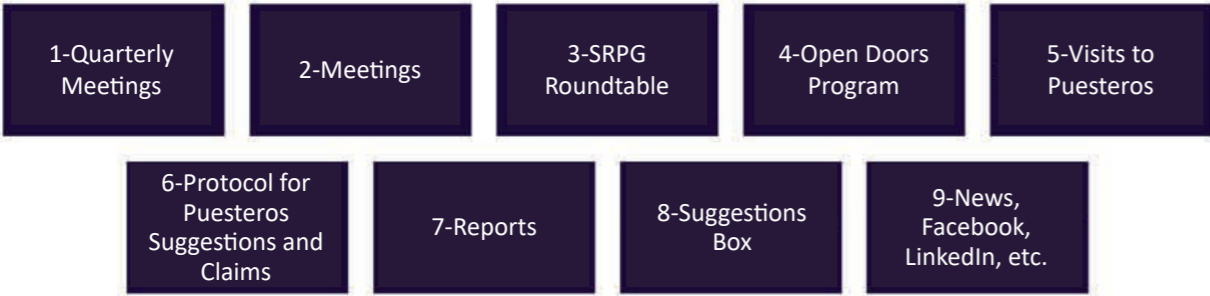 1-Quarterly
Meetings
2-Meetings
3-SRPG
Roundtable
4-Open Doors
Program
5-Visits to
Puesteros
6-Protocol for
Puesteros
Suggestions and
Claims
7-Reports
8-Suggestions
Box
9-News,
Facebook,
LinkedIn, etc.